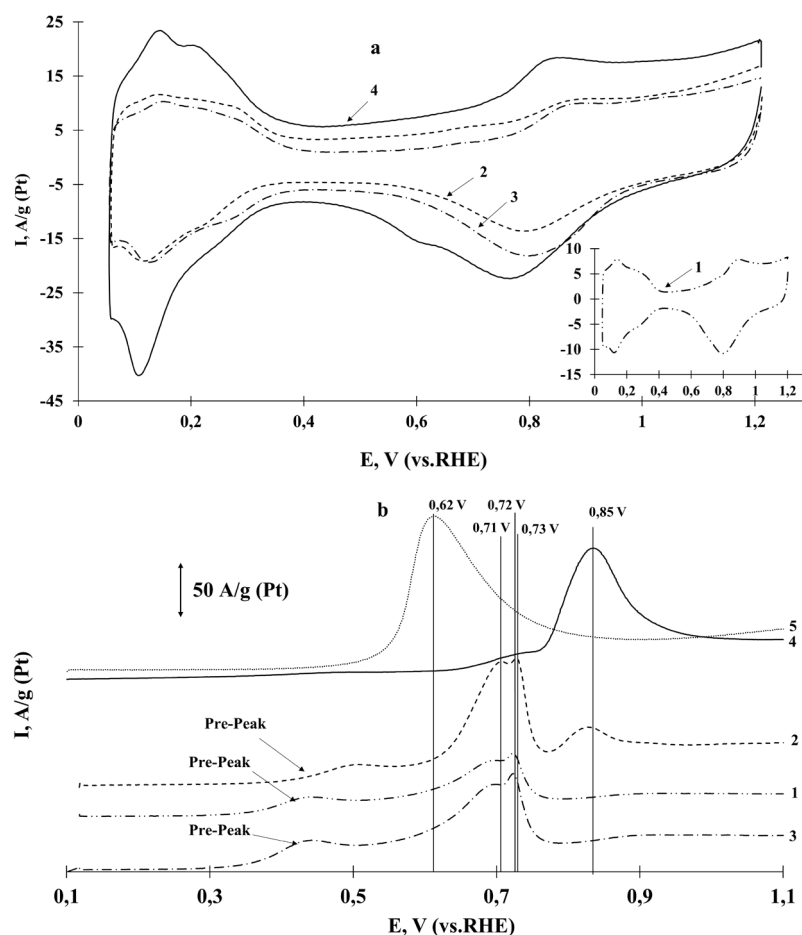 25
15
5
-5
-15
-25
-35
-45
I, A/g (Pt)
a
4
2
3
10
5
0
-5
-10
-15
1
0 0,2 0,4 0,6 0,8 1 1,2
0 0,2 0,4 0,6 0,8 1 1,2
E, V (vs.RHE)
b
0,62 V
0,72 V
0,71 V
0,73 V
0,85 V
50 A/g (Pt)
I, A/g (Pt)
5
4
Pre-Peak
2
Pre-Peak
1
Pre-Peak
3
0,1 0,3 0,5 0,7 0,9 1,1
E, V (vs.RHE)